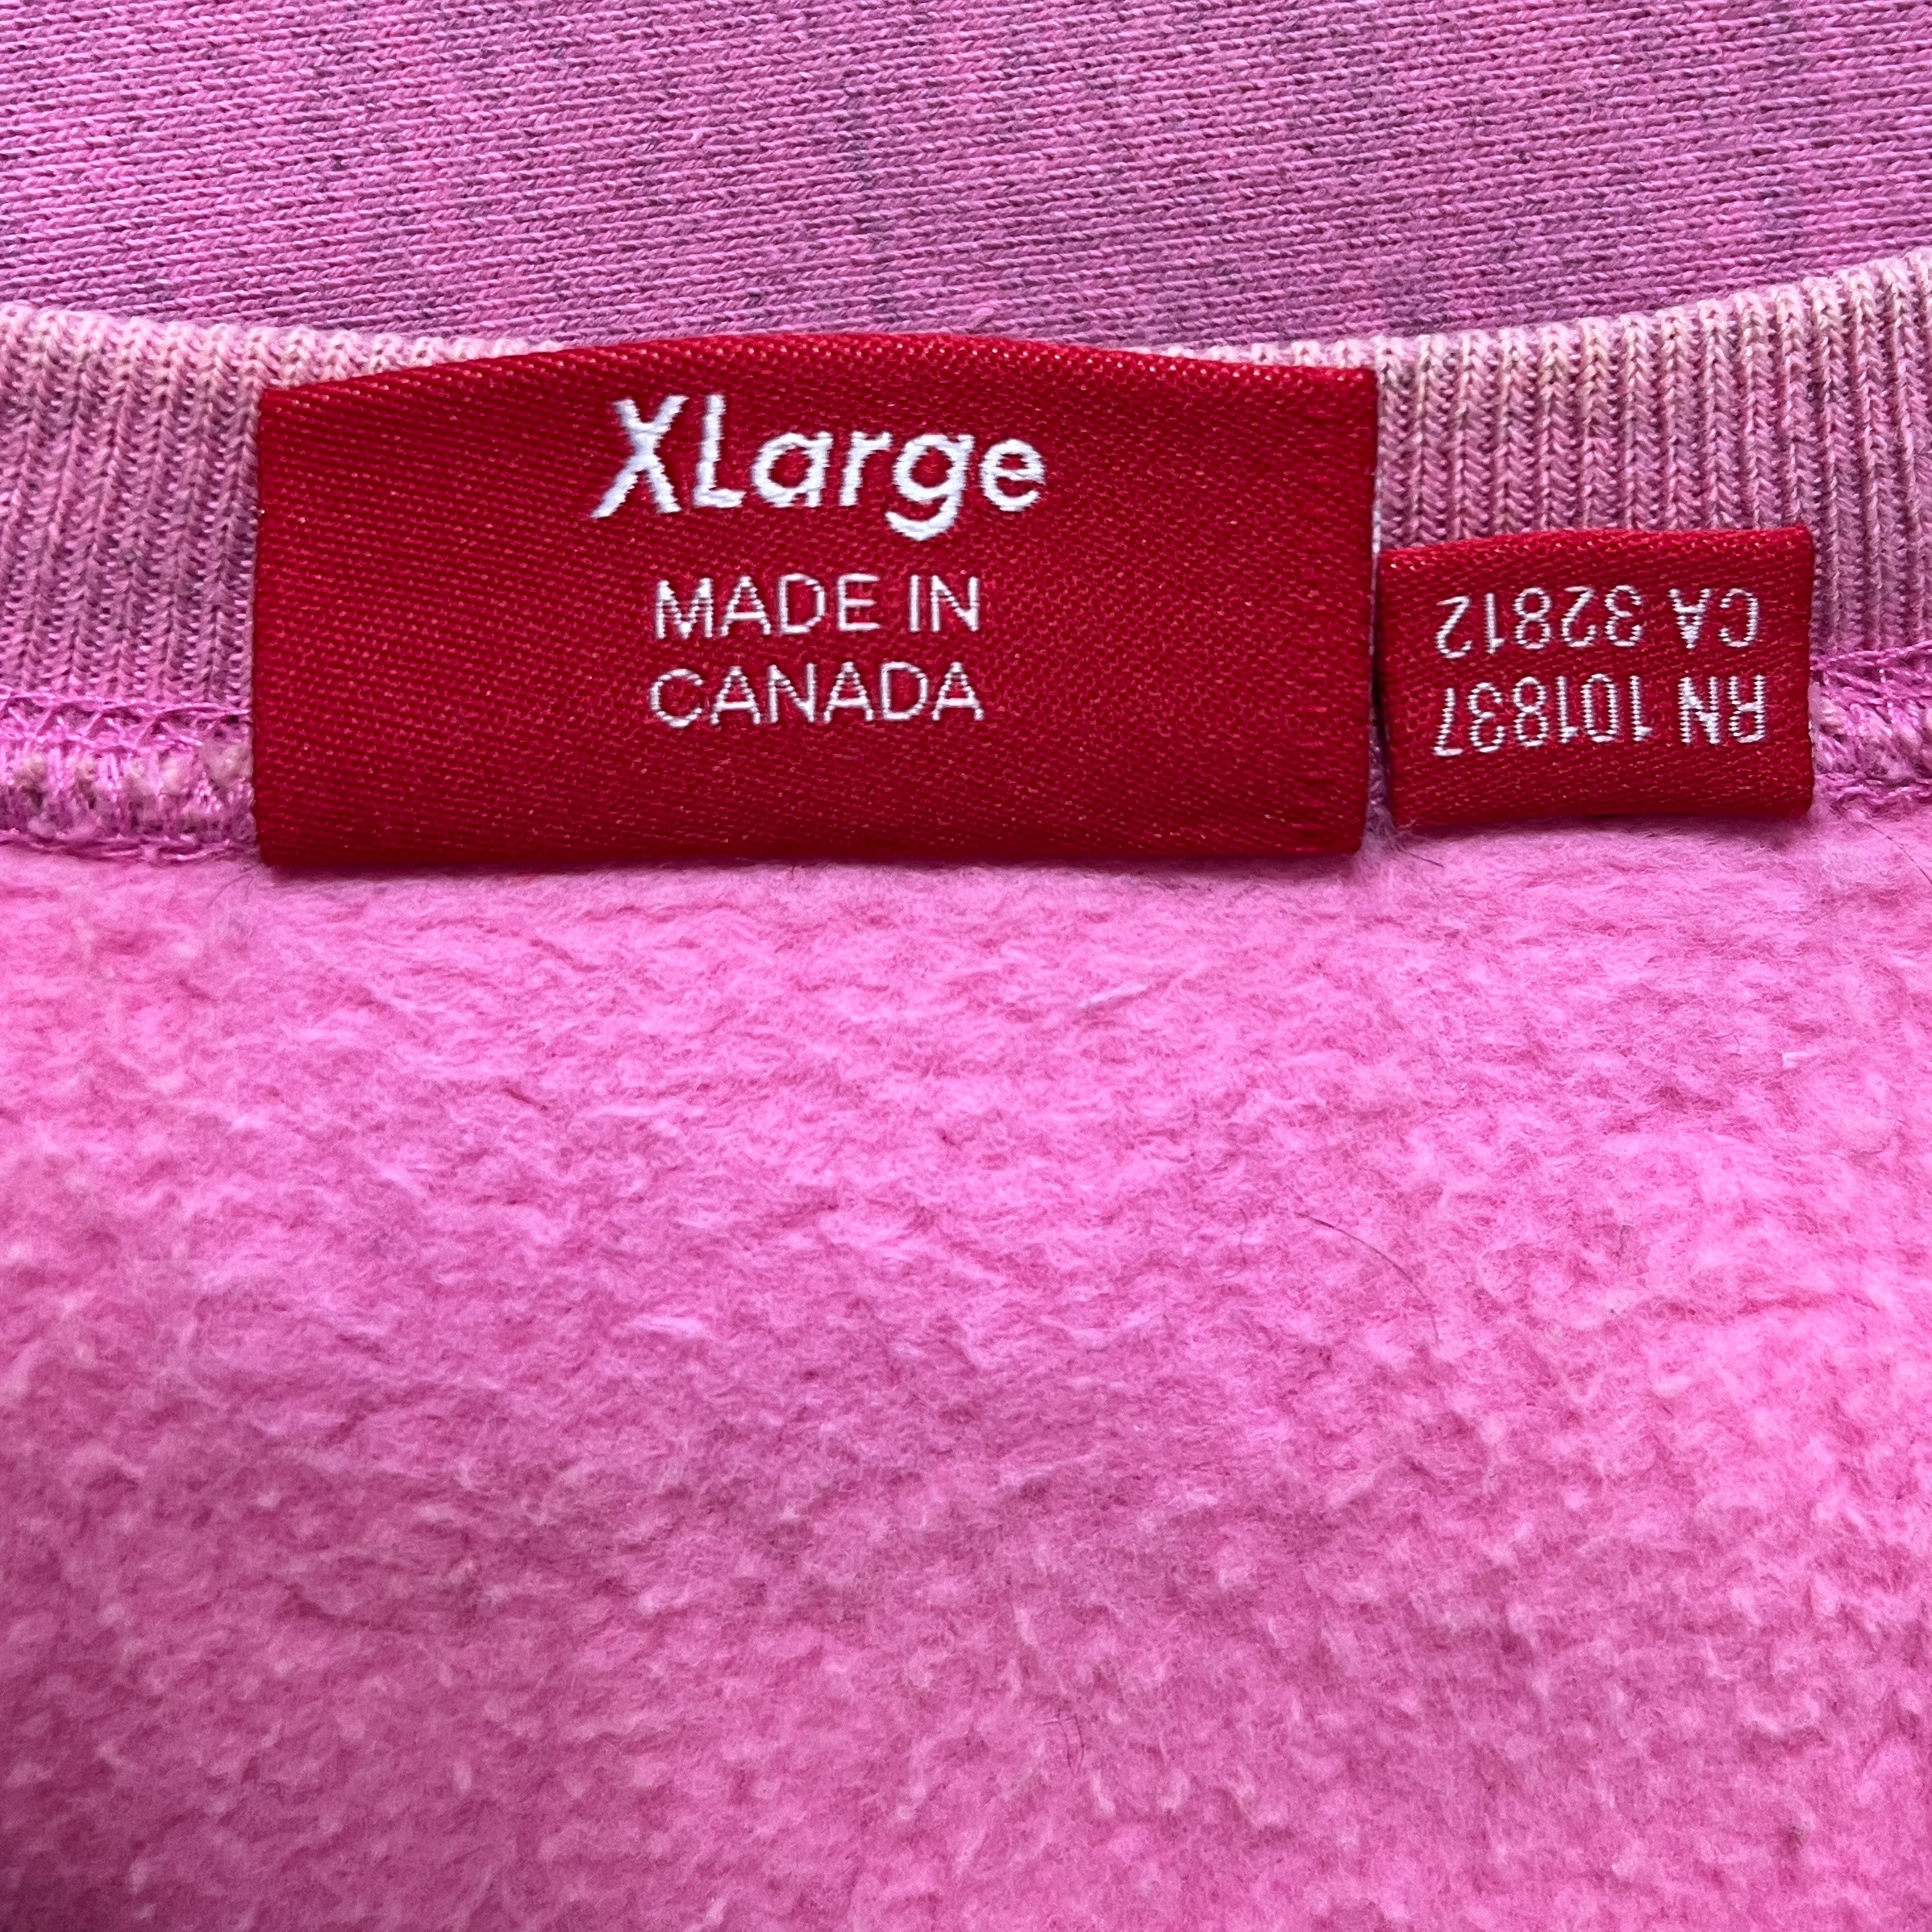 XLarge
MADE IN
CANADA
RN 101837
CA 32812